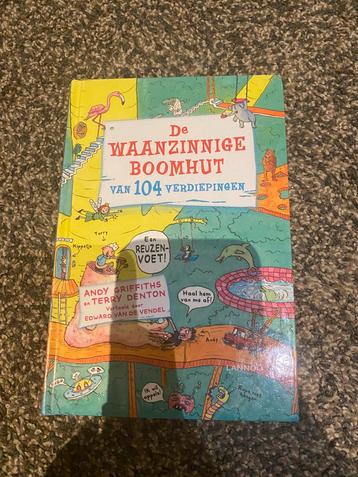 De
WAANZINNIGE
BOOMHUT
VAN 104 VERDIEPINGEN
Terry
Een
REUZEN-
VOET!
ANDY GRIFFITHS
en TERRY DENTON
Vertaald door
EDWARD VAN DE VENDEL
Haal hem
van me af!
Andy
LANNOO
Ik wil
appels!